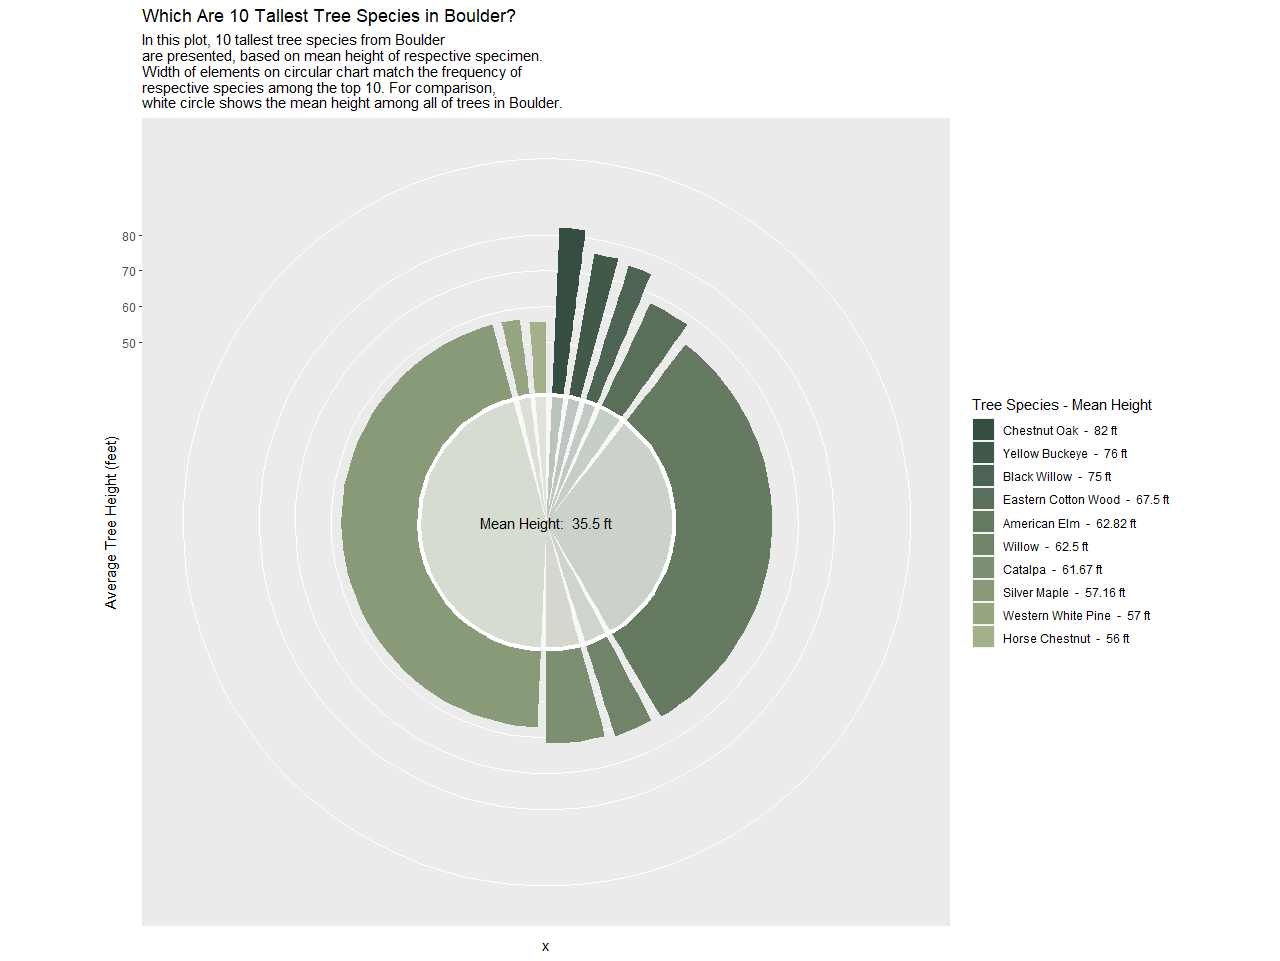 Which Are 10 Tallest Tree Species in Boulder?
In this plot, 10 tallest tree species from Boulder
are presented, based on mean height of respective specimen.
Width of elements on circular chart match the frequency of
respective species among the top 10. For comparison,
white circle shows the mean height among all of trees in Boulder.
80
70
60
50
Average Tree Height (feet)
Mean Height:  35.5 ft
x
Tree Species - Mean Height
Chestnut Oak  -  82 ft
Yellow Buckeye  -  76 ft
Black Willow  -  75 ft
Eastern Cotton Wood  -  67.5 ft
American Elm  -  62.82 ft
Willow  -  62.5 ft
Catalpa  -  61.67 ft
Silver Maple  -  57.16 ft
Western White Pine  -  57 ft
Horse Chestnut  -  56 ft